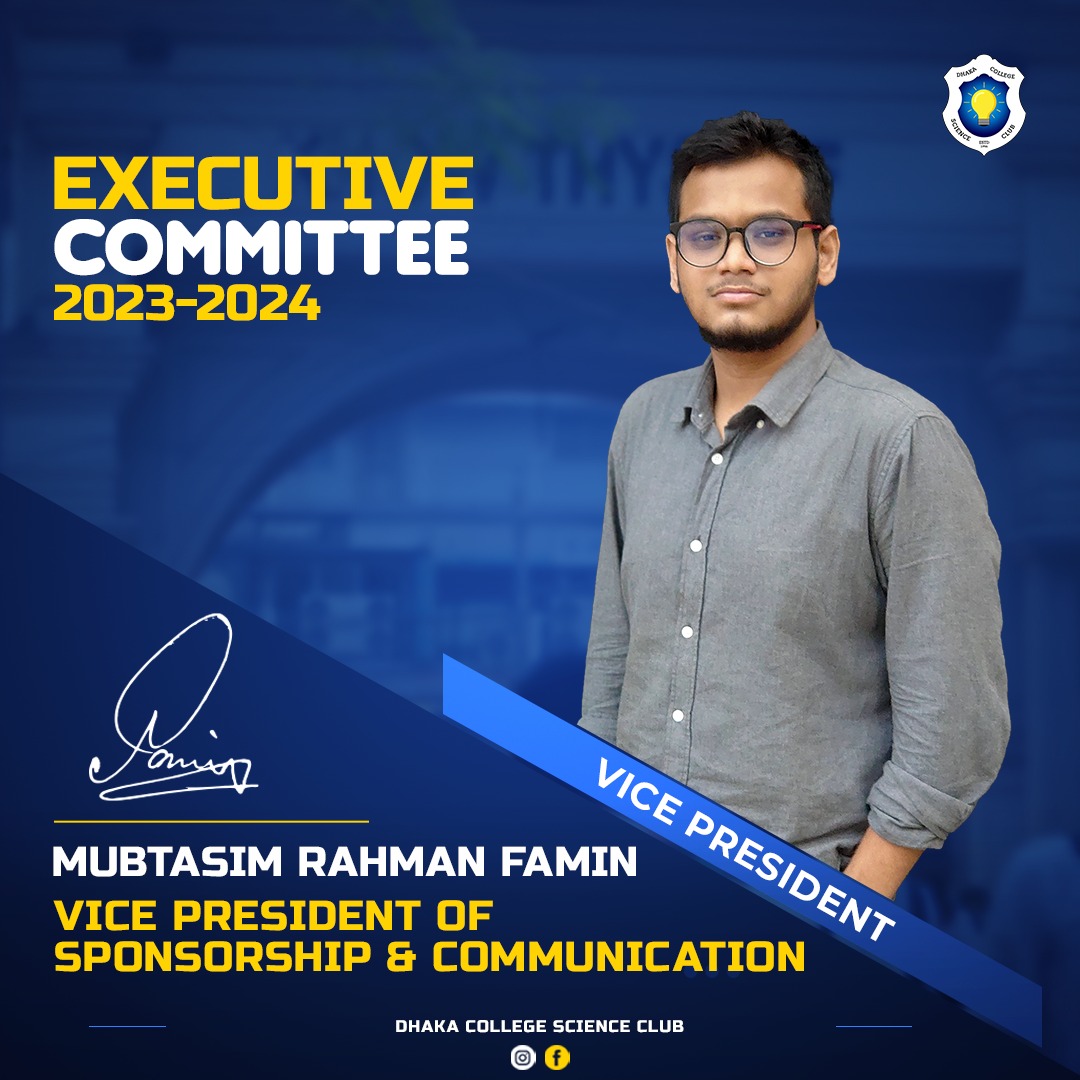 DHAKA COLLEGE
SCIENCE CLUB
EXECUTIVE
COMMITTEE
2023-2024
VICE PRESIDENT
Famin
MUBTASIM RAHMAN FAMIN
VICE PRESIDENT OF
SPONSORSHIP & COMMUNICATION
DHAKA COLLEGE SCIENCE CLUB